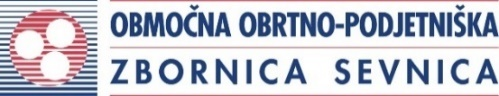 OBMOČNA OBRTNO-PODJETNIŠKA
ZBORNICA SEVNICA